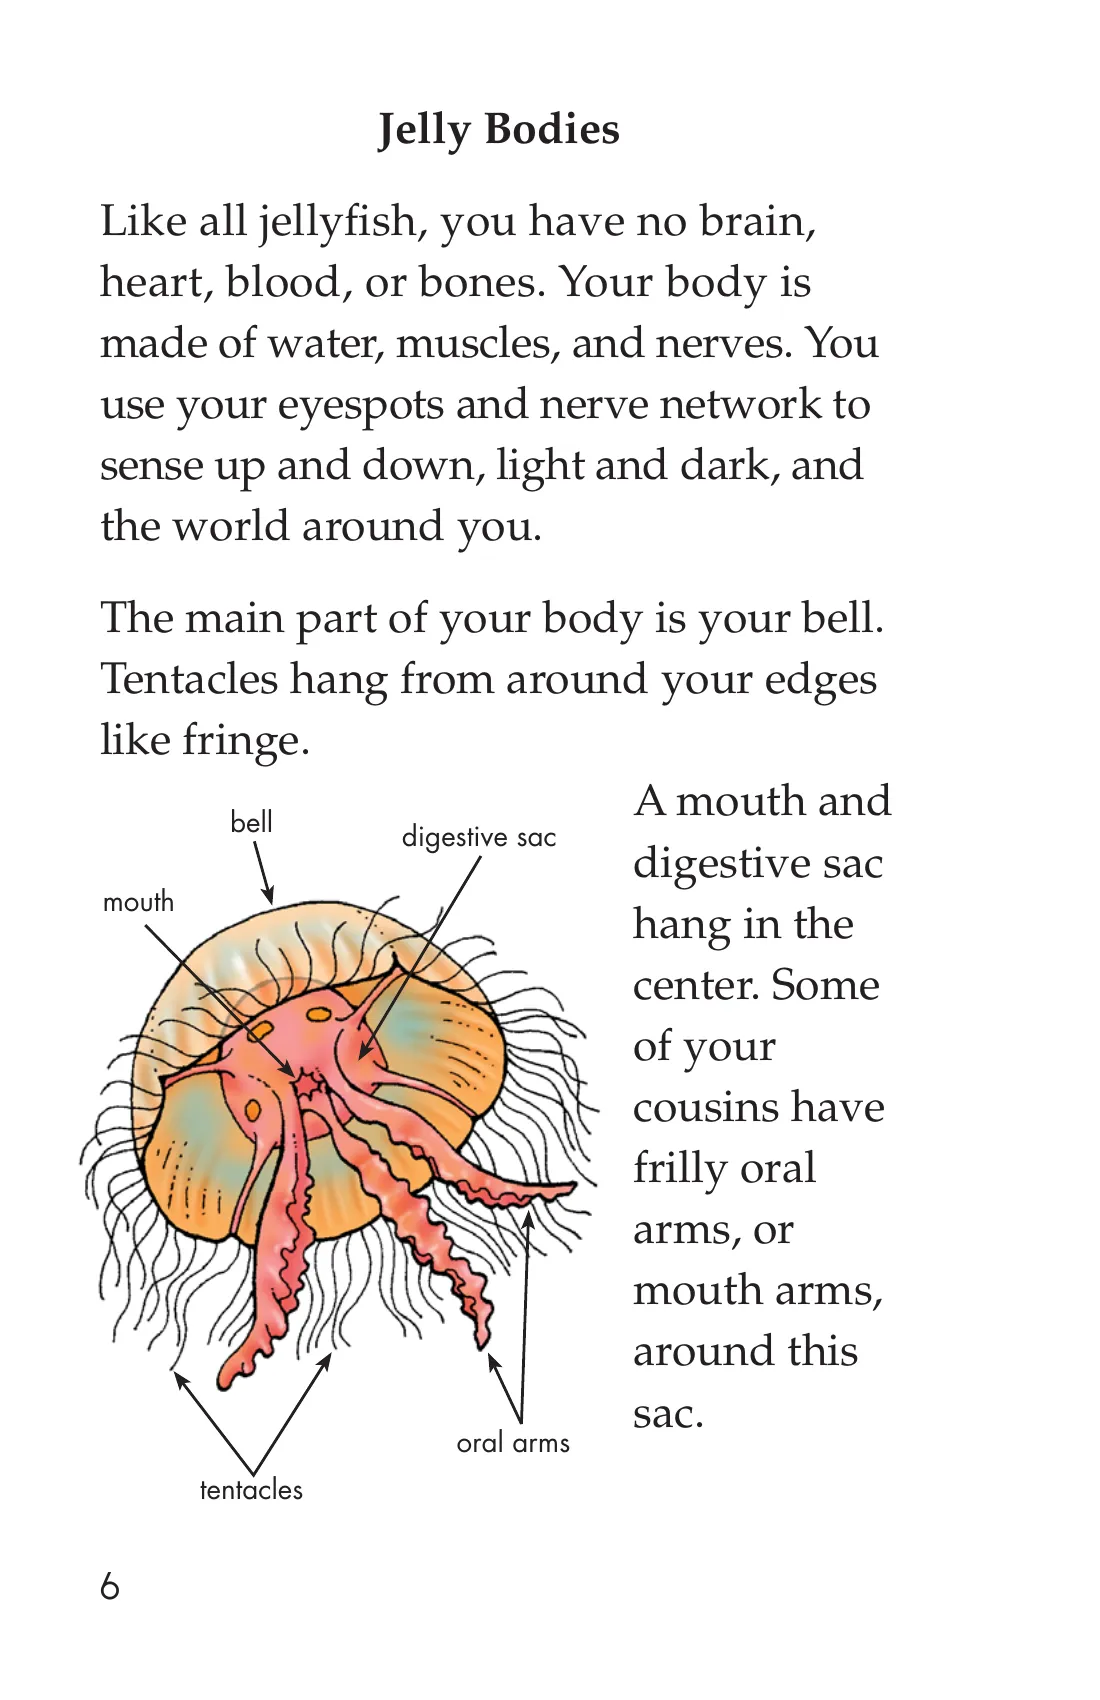 Jelly Bodies
Like all jellyfish, you have no brain,
heart, blood, or bones. Your body is
made of water, muscles, and nerves. You
use your eyespots and nerve network to
sense up and down, light and dark, and
the world around you.
The main part of your body is your bell.
Tentacles hang from around your edges
like fringe.
A mouth and
digestive sac
hang in the
center. Some
of your
cousins have
frilly oral
arms, or
mouth arms,
around this
sac.
bell
digestive sac
mouth
oral arms
tentacles
6